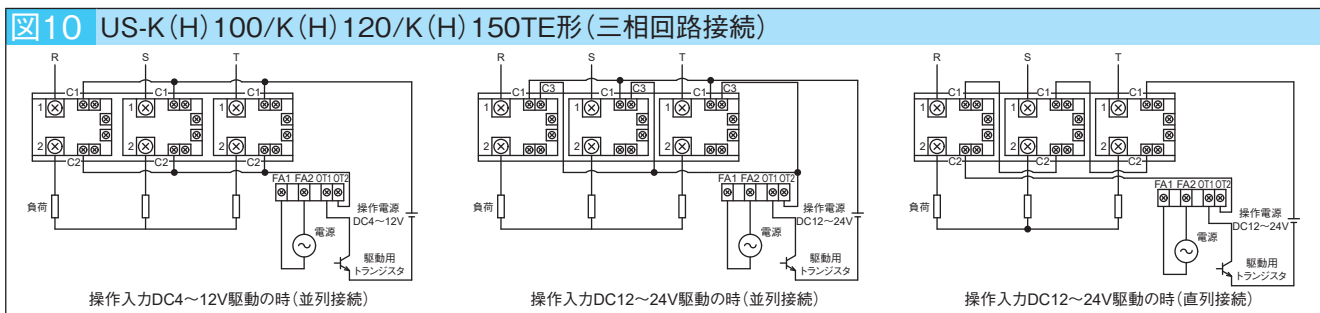 図10 US-K(H)100/K(H)120/K(H)150TE形(三相回路接続)
R S T
C1 C1 C1
1 1 1
2 2 2
C2 C2 C2
FA1 FA2 OT1 OT2
負荷
操作電源
DC4~12V
電源
駆動用
トランジスタ
操作入力DC4~12V駆動の時(並列接続)
R S T
C1 C3 C1 C3 C1 C3
1 1 1
2 2 2
FA1 FA2 OT1 OT2
負荷
操作電源
DC12~24V
電源
駆動用
トランジスタ
操作入力DC12~24V駆動の時(並列接続)
R S T
C1 C1 C1
1 1 1
2 2 2
C2 C2 C2
FA1 FA2 OT1 OT2
負荷
操作電源
DC12~24V
電源
駆動用
トランジスタ
操作入力DC12~24V駆動の時(直列接続)